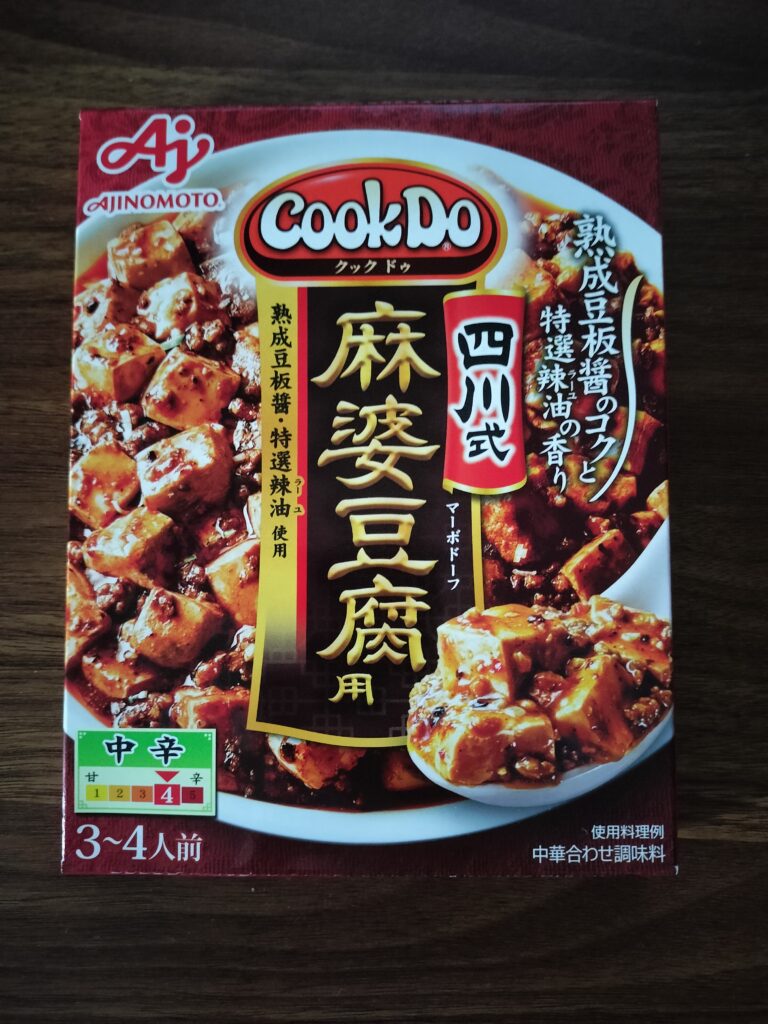 Aj
AJINOMOTO®
CookDo®
クックドゥ
熟成豆板醤のコクと
特選辣油の香り
ラーユ
四川式
麻婆豆腐用
マーボドーフ
熟成豆板醤・特選辣油使用
ラーユ
中辛
甘 辛
1 2 3 4 5
3~4人前
使用料理例
中華合わせ調味料